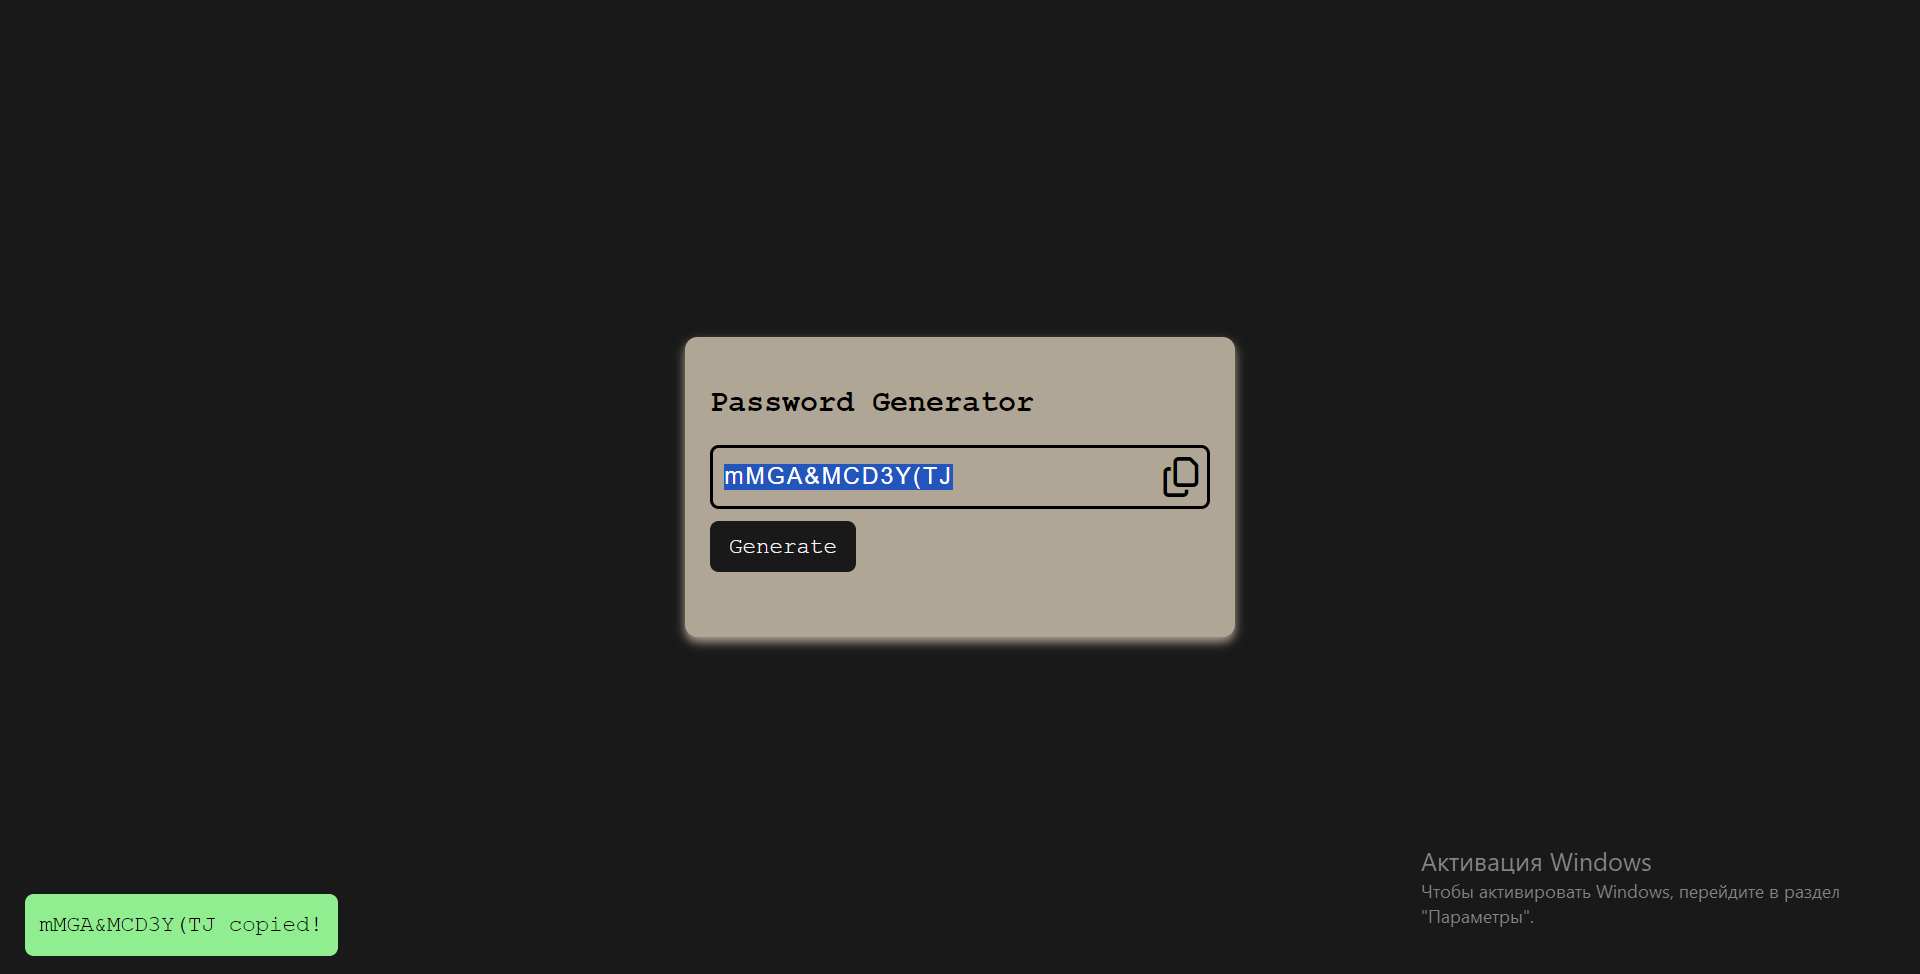 Password Generator
mMGA&MCD3Y(TJ
Generate
Активация Windows
Чтобы активировать Windows, перейдите в раздел
"Параметры".
mMGA&MCD3Y(TJ copied!